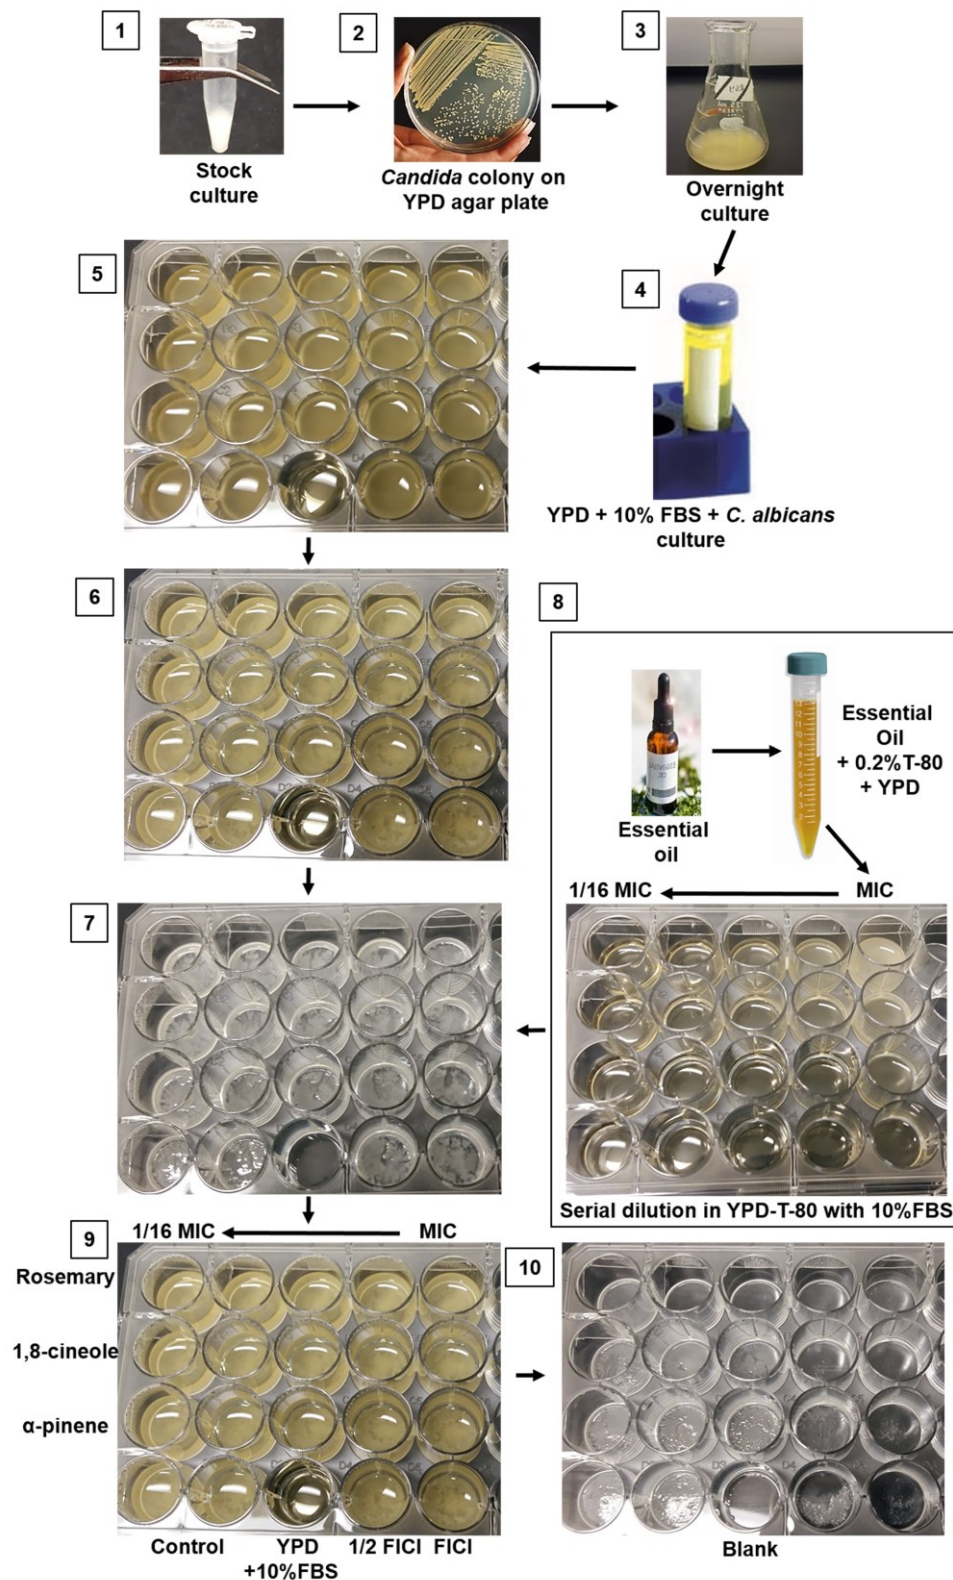 1
2
3
Stock
culture
Candida colony on
YPD agar plate
Overnight
culture
4
YPD + 10% FBS + C. albicans
culture
5
6
7
8
Essential
oil
Essential
Oil
+ 0.2%T-80
+ YPD
1/16 MIC
MIC
Serial dilution in YPD-T-80 with 10%FBS
9
1/16 MIC
MIC
Rosemary
1,8-cineole
α-pinene
Control
YPD
+10%FBS
1/2 FICI
FICI
10
Blank